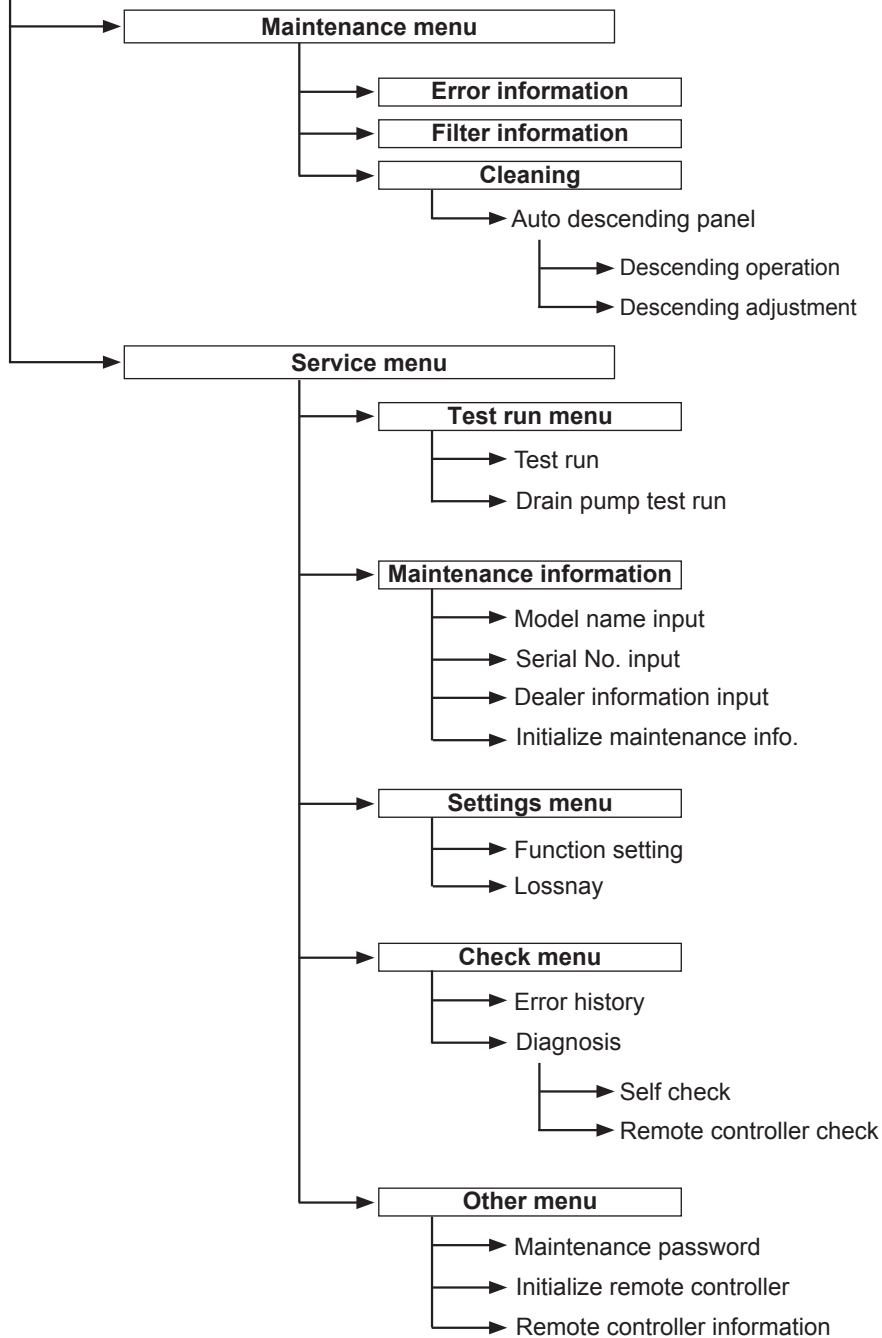 Maintenance menu
Error information
Filter information
Cleaning
Auto descending panel
Descending operation
Descending adjustment
Service menu
Test run menu
Test run
Drain pump test run
Maintenance information
Model name input
Serial No. input
Dealer information input
Initialize maintenance info.
Settings menu
Function setting
Lossnay
Check menu
Error history
Diagnosis
Self check
Remote controller check
Other menu
Maintenance password
Initialize remote controller
Remote controller information